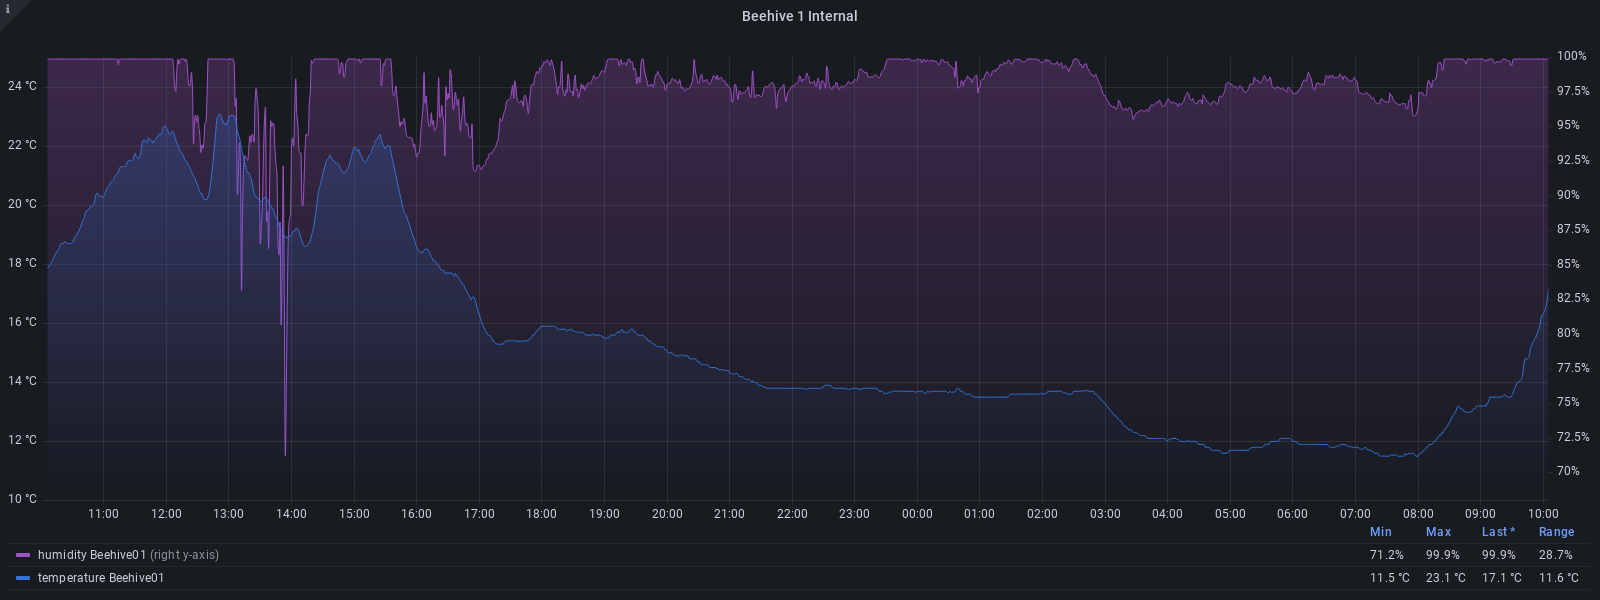 i
Beehive 1 Internal
100%
24 °C
97.5%
95%
22 °C
92.5%
20 °C
90%
87.5%
18 °C
85%
82.5%
16 °C
80%
77.5%
14 °C
75%
12 °C
72.5%
70%
10 °C
11:00 12:00 13:00 14:00 15:00 16:00 17:00 18:00 19:00 20:00 21:00 22:00 23:00 00:00 01:00 02:00 03:00 04:00 05:00 06:00 07:00 08:00 09:00 10:00
Min Max Last * Range
humidity Beehive01 (right y-axis) 71.2% 99.9% 99.9% 28.7%
temperature Beehive01 11.5 °C 23.1 °C 17.1 °C 11.6 °C